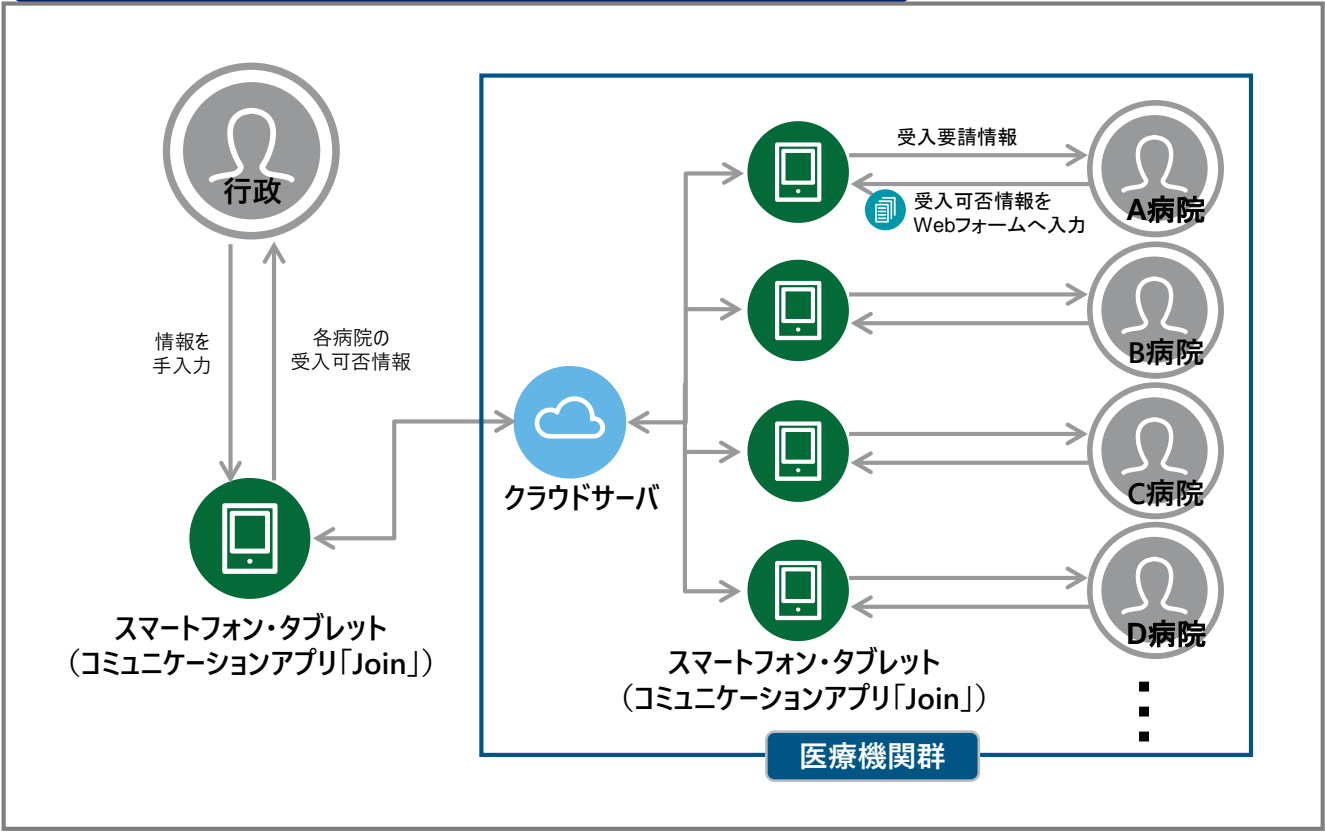 行政
情報を
手入力
各病院の
受入可否情報
スマートフォン・タブレット
（コミュニケーションアプリ「Join」）
クラウドサーバ
受入要請情報
受入可否情報を
Webフォームへ入力
A病院
B病院
C病院
D病院
スマートフォン・タブレット
（コミュニケーションアプリ「Join」）
医療機関群